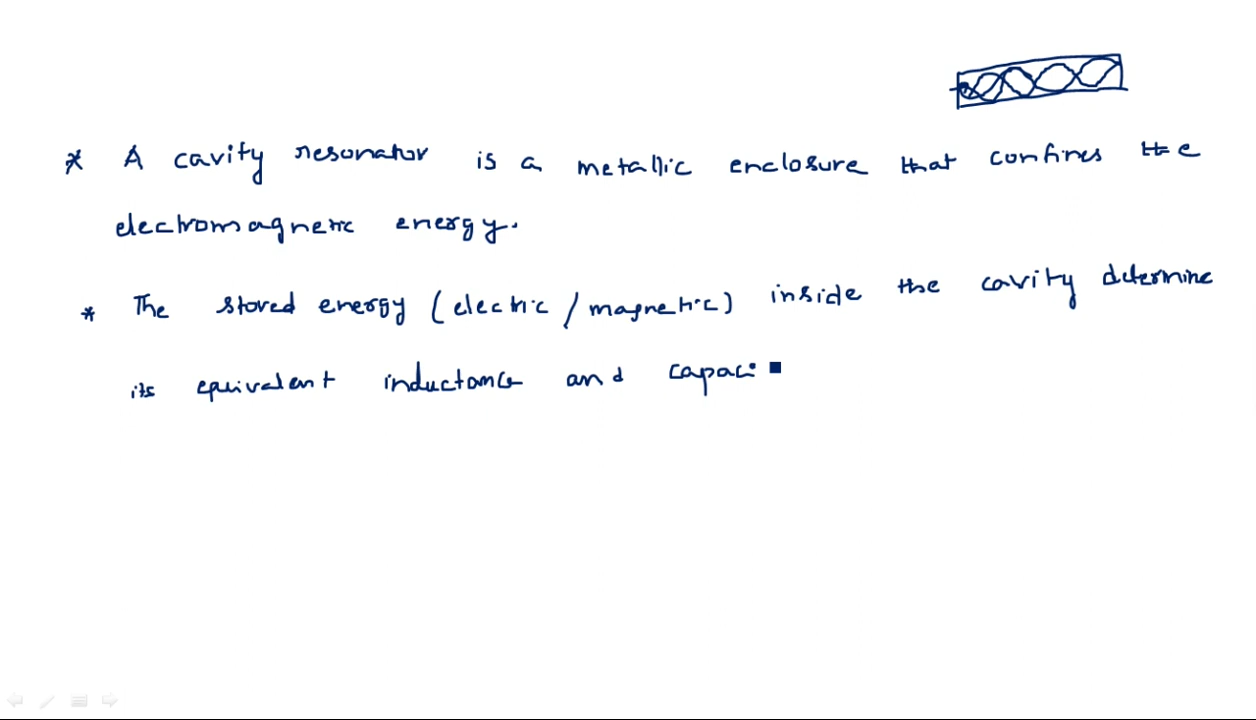 * A cavity resonator is a metallic enclosure that confines the
electromagnetic energy.
* The stored energy (electric / magnetic) inside the cavity determine
its equivalent inductance and capaci